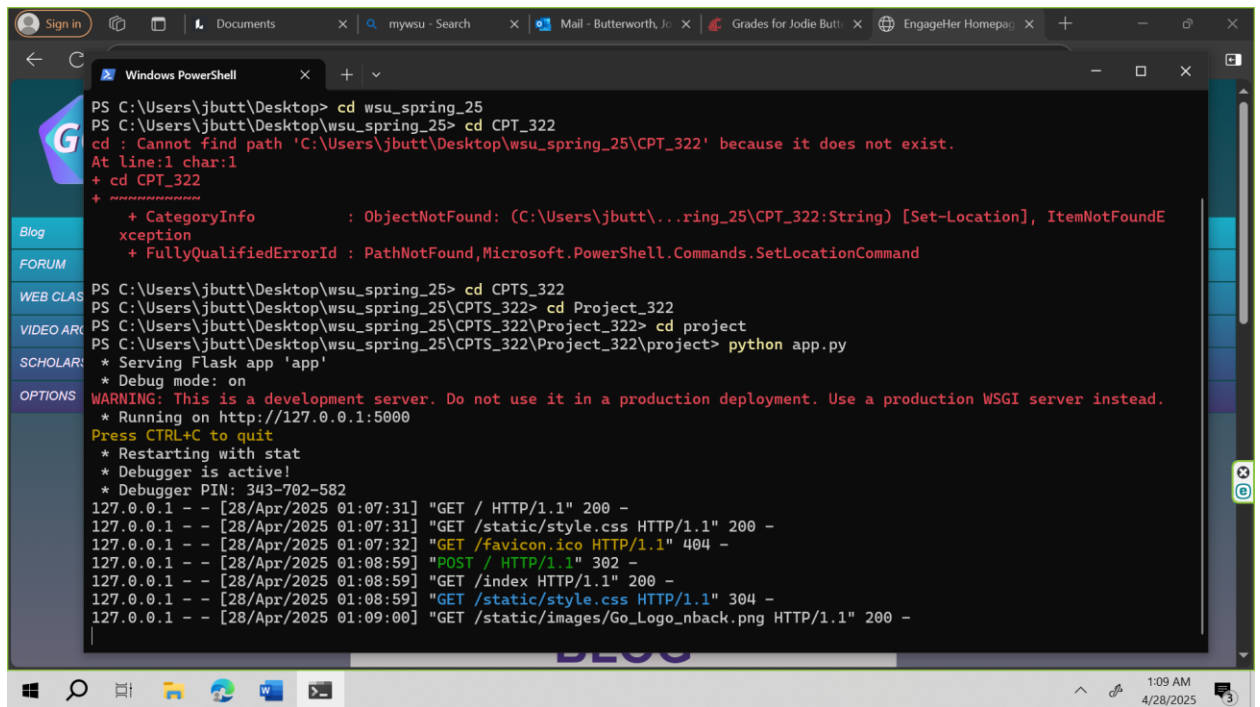 Sign in
Documents
mywsu - Search
Mail - Butterworth, Jo
Grades for Jodie Butt
EngageHer Homepag
Windows PowerShell
PS C:\Users\jbutt\Desktop> cd wsu_spring_25
PS C:\Users\jbutt\Desktop\wsu_spring_25> cd CPT_322
cd : Cannot find path 'C:\Users\jbutt\Desktop\wsu_spring_25\CPT_322' because it does not exist.
At line:1 char:1
+ cd CPT_322
+ ~~~~~~~~~~
+ CategoryInfo : ObjectNotFound: (C:\Users\jbutt\...ring_25\CPT_322:String) [Set-Location], ItemNotFoundE
xception
+ FullyQualifiedErrorId : PathNotFound,Microsoft.PowerShell.Commands.SetLocationCommand
PS C:\Users\jbutt\Desktop\wsu_spring_25> cd CPTS_322
PS C:\Users\jbutt\Desktop\wsu_spring_25\CPTS_322> cd Project_322
PS C:\Users\jbutt\Desktop\wsu_spring_25\CPTS_322\Project_322> cd project
PS C:\Users\jbutt\Desktop\wsu_spring_25\CPTS_322\Project_322\project> python app.py
* Serving Flask app 'app'
* Debug mode: on
WARNING: This is a development server. Do not use it in a production deployment. Use a production WSGI server instead.
* Running on http://127.0.0.1:5000
Press CTRL+C to quit
* Restarting with stat
* Debugger is active!
* Debugger PIN: 343-702-582
127.0.0.1 - - [28/Apr/2025 01:07:31] "GET / HTTP/1.1" 200 -
127.0.0.1 - - [28/Apr/2025 01:07:31] "GET /static/style.css HTTP/1.1" 200 -
127.0.0.1 - - [28/Apr/2025 01:07:32] "GET /favicon.ico HTTP/1.1" 404 -
127.0.0.1 - - [28/Apr/2025 01:08:59] "POST / HTTP/1.1" 302 -
127.0.0.1 - - [28/Apr/2025 01:08:59] "GET /index HTTP/1.1" 200 -
127.0.0.1 - - [28/Apr/2025 01:08:59] "GET /static/style.css HTTP/1.1" 304 -
127.0.0.1 - - [28/Apr/2025 01:09:00] "GET /static/images/Go_Logo_nback.png HTTP/1.1" 200 -
G
Blog
FORUM
WEB CLAS
VIDEO AR
SCHOLAR
OPTIONS
BLOG
1:09 AM
4/28/2025
3